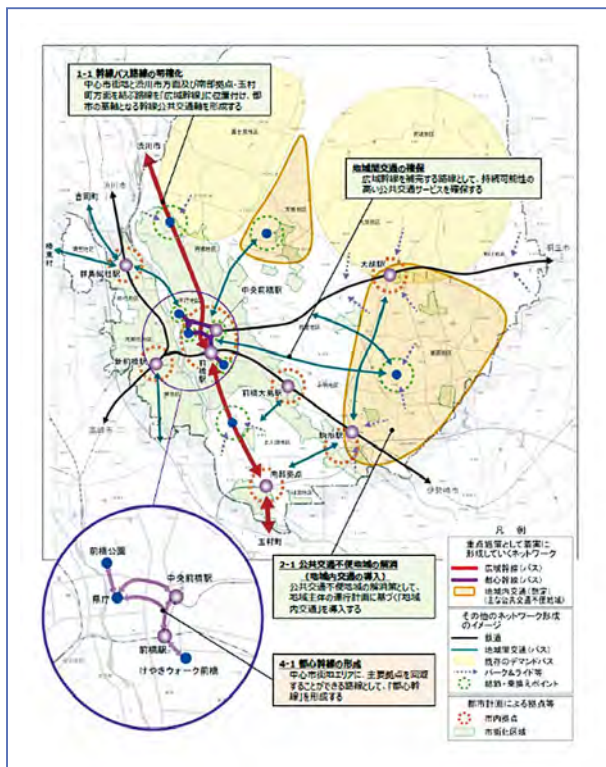 1-1 幹線バス路線の明確化
中心市街地と渋川市方面及び南部拠点・玉村
町方面を結ぶ路線を「広域幹線」に位置付け、都
市の基軸となる幹線公共交通軸を形成する
渋川市
地域間交通の確保
広域幹線を補完する路線として、持続可能性の
高い公共交通サービスを確保する
吉岡町
渋川市
榛東村
群馬総社駅
中央前橋駅
大胡駅
桐生市
新前橋駅
前橋駅
前橋大島駅
駒形駅
高崎市
伊勢崎市
南部拠点
玉村町
2-1 公共交通不便地域の解消
(地域内交通の導入)
公共交通不便地域の解消策として、
地域主体の運行計画に基づく「地域
内交通」を導入する
4-1 都心幹線の形成
中心市街地エリアに、主要拠点を回遊
することができる路線として、「都心幹
線」を形成する
前橋公園
県庁
中央前橋駅
前橋駅
けやきウォーク前橋
凡 例
重点施策として着実に
形成していくネットワーク
広域幹線(バス)
都心幹線(バス)
地域内交通(想定)
(主な公共交通不便地域)
その他のネットワーク形成
のイメージ
鉄道
地域間交通(バス)
既存のデマンドバス
パーク&ライド等
結節・乗換えポイント
都市計画による拠点等
市内拠点
市街化区域